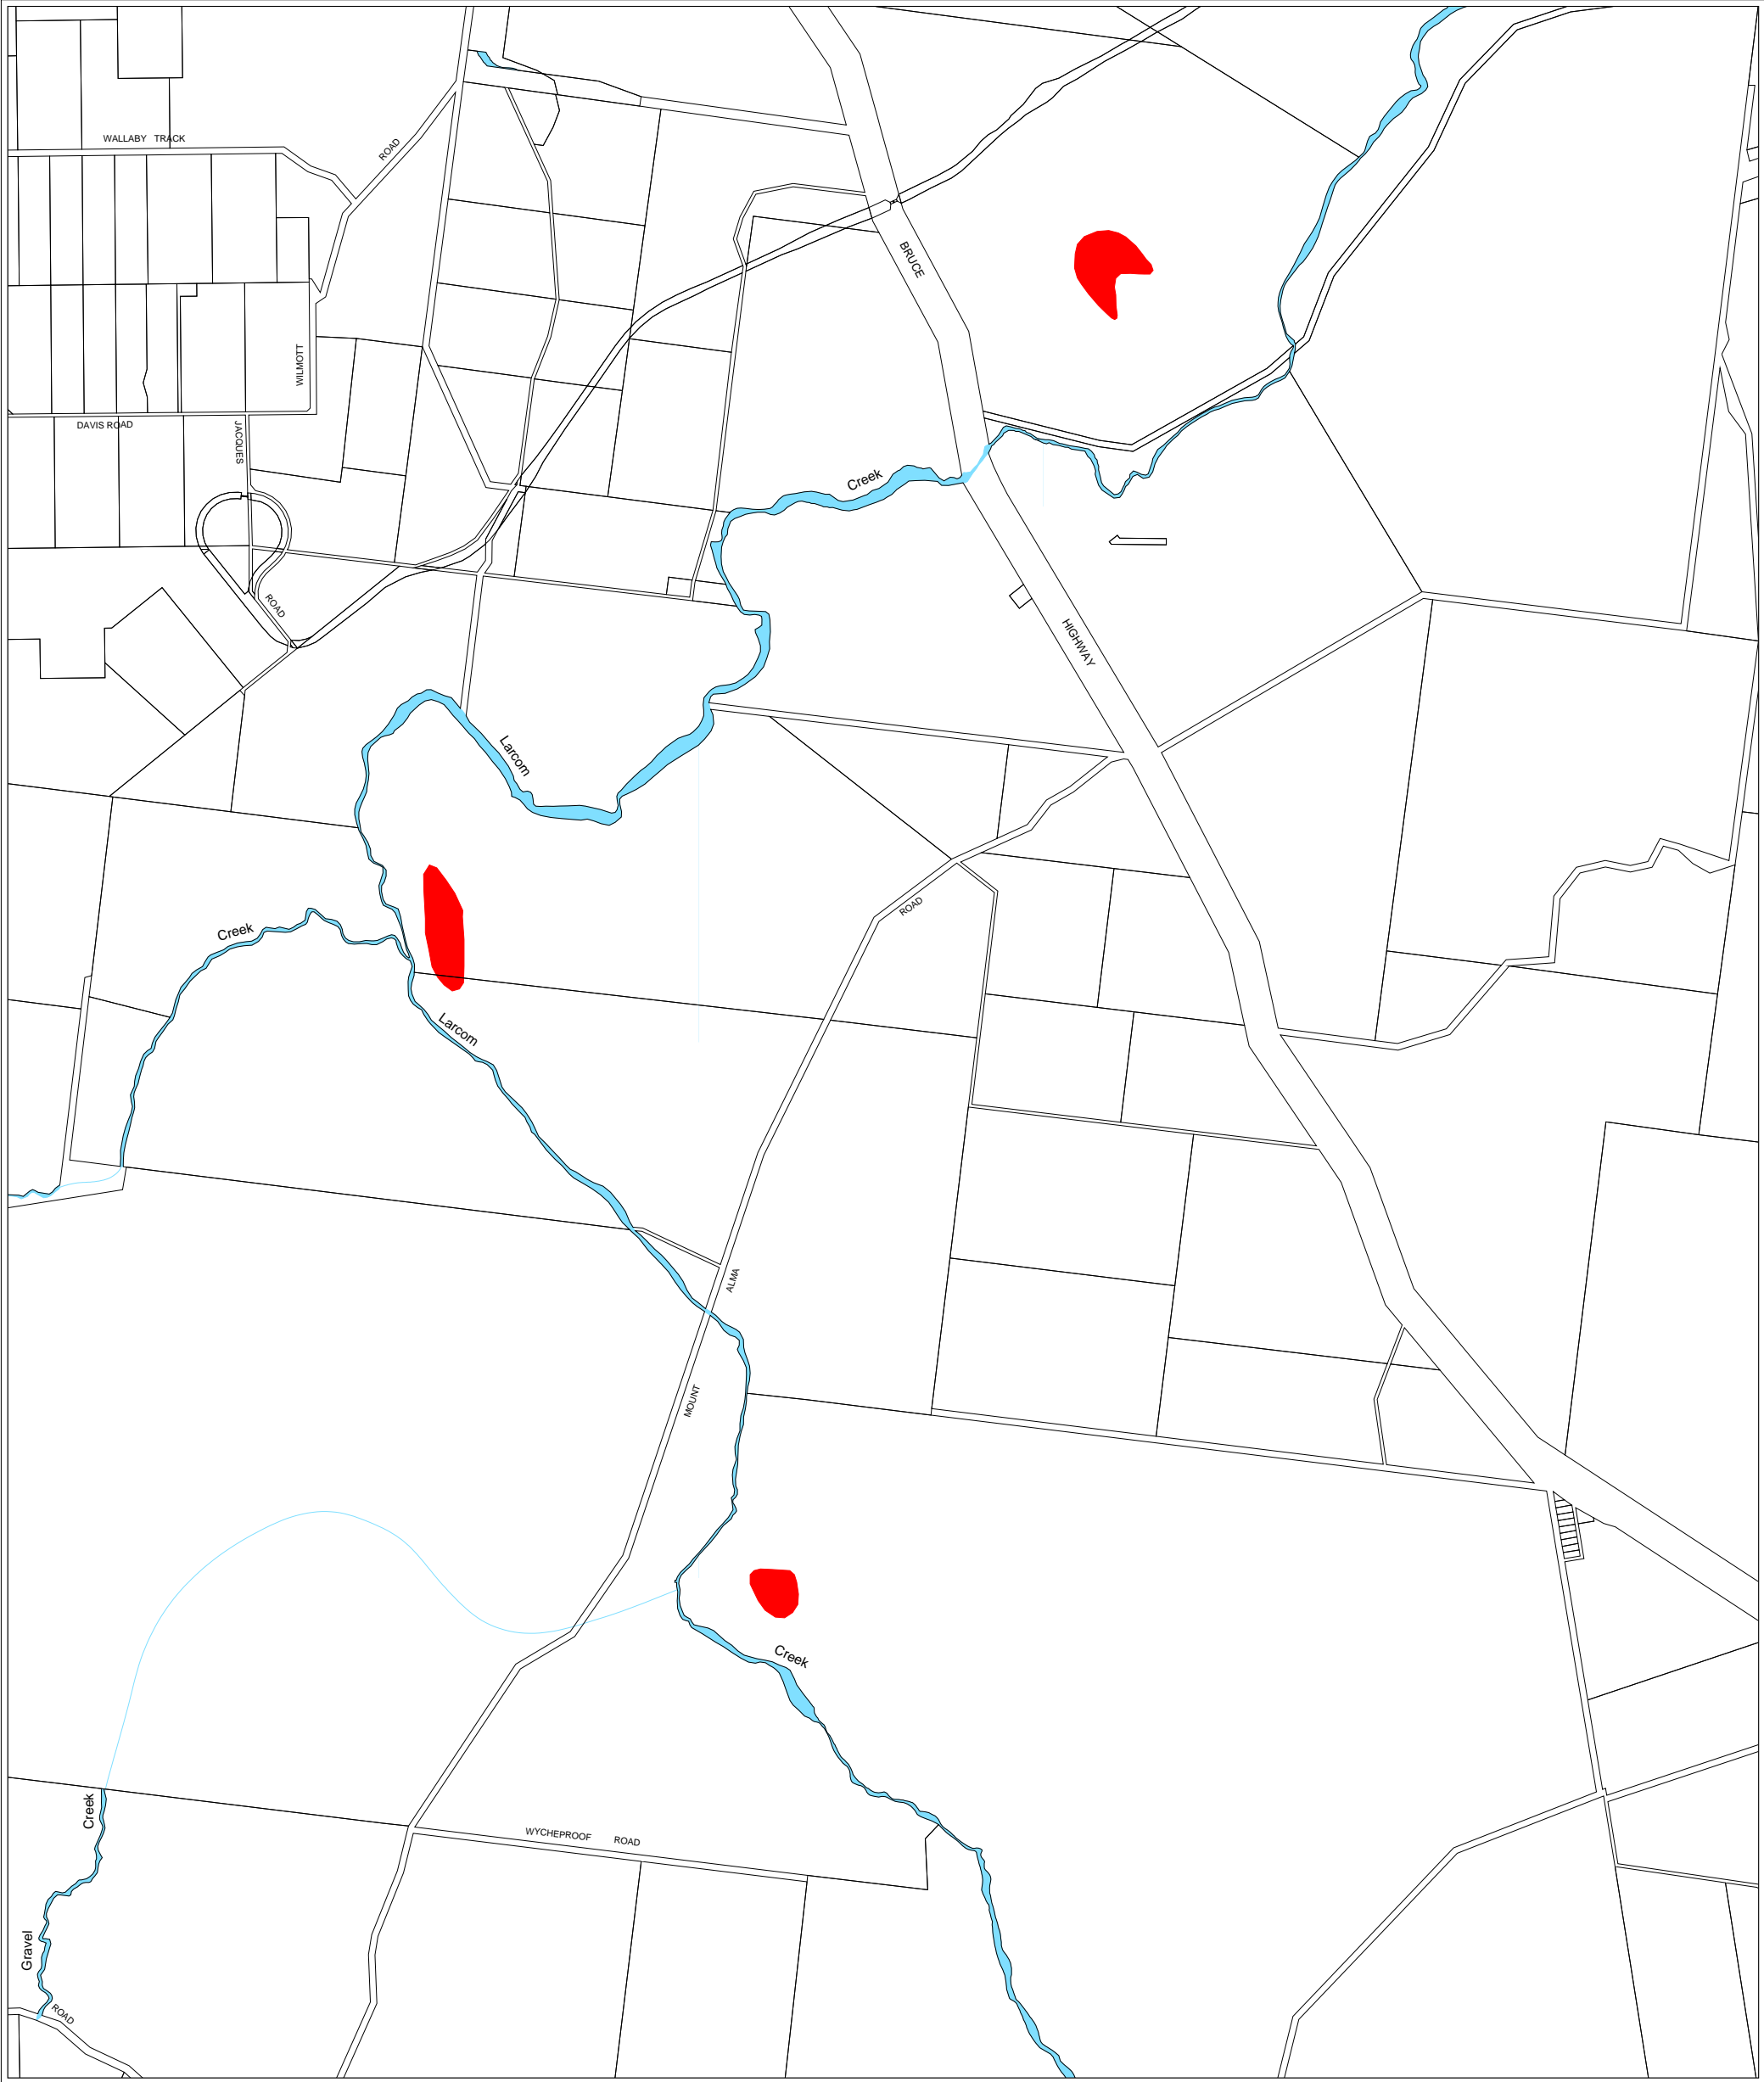 WALLABY TRACK
ROAD
BRUCE
WILMOTT
DAVIS ROAD
JACQUES
Creek
ROAD
HIGHWAY
Larcom
ROAD
Creek
Larcom
ALMA
MOUNT
Creek
Creek
WYCHEPROOF ROAD
Gravel
ROAD